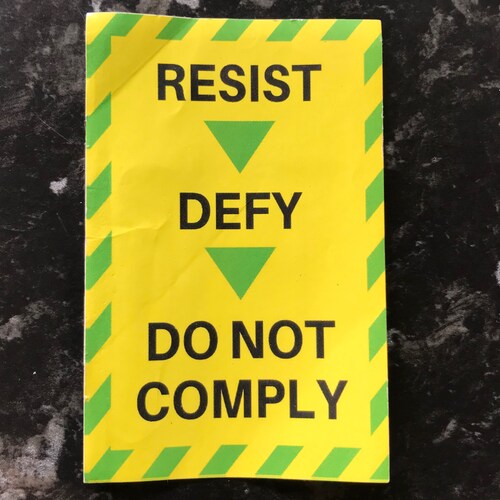 RESIST
DEFY
DO NOT
COMPLY